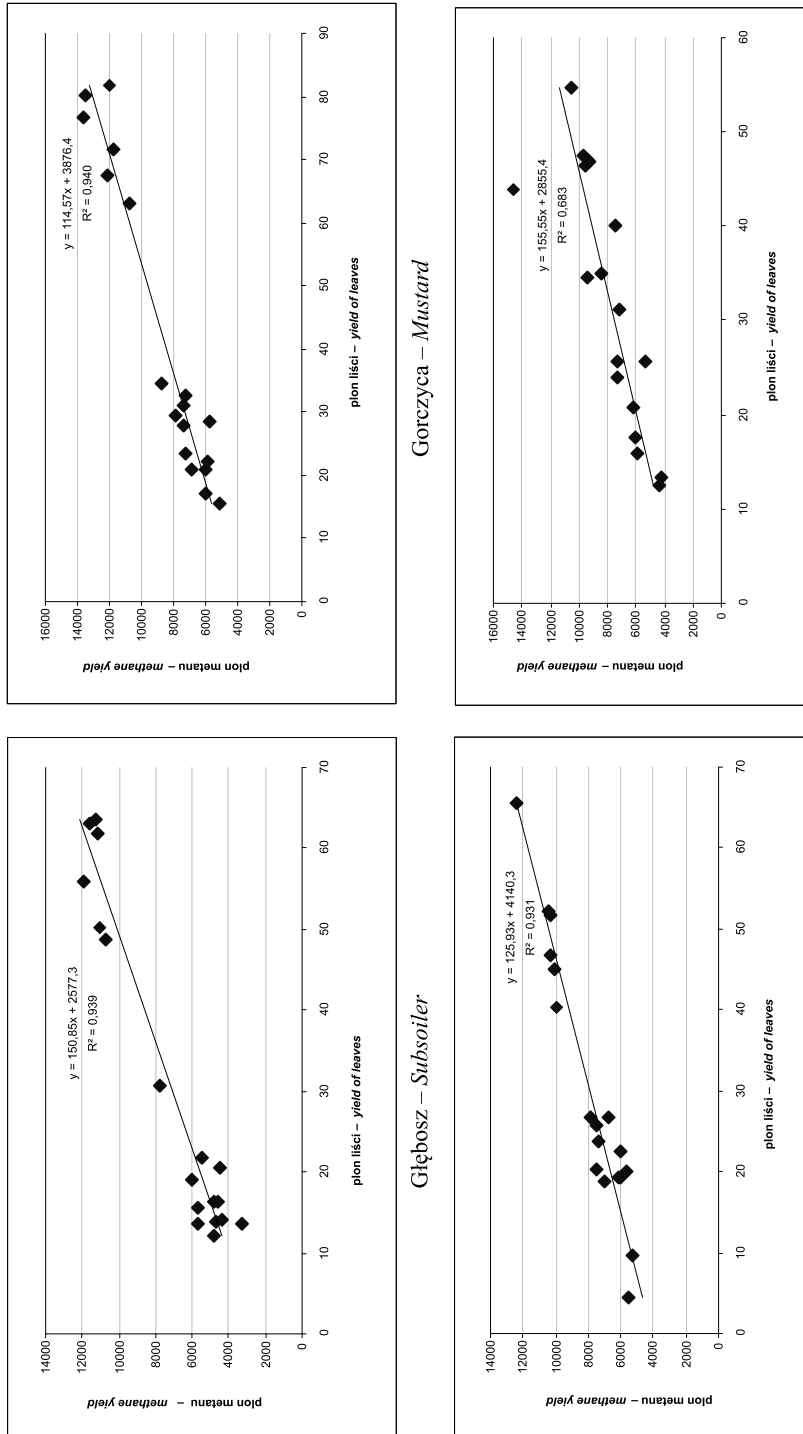 plon metanu – methane yield
14000
12000
10000
8000
6000
4000
2000
0
y = 150,85x + 2577,3
R² = 0,939
0 10 20 30 40 50 60 70
plon liści – yield of leaves
plon metanu – methane yield
16000
14000
12000
10000
8000
6000
4000
2000
0
y = 114,57x + 3876,4
R² = 0,940
0 10 20 30 40 50 60 70 80 90
plon liści – yield of leaves
Głębosz – Subsoiler
Gorczyca – Mustard
plon metanu – methane yield
14000
12000
10000
8000
6000
4000
2000
0
y = 125,93x + 4140,3
R² = 0,931
0 10 20 30 40 50 60 70
plon liści – yield of leaves
plon metanu – methane yield
16000
14000
12000
10000
8000
6000
4000
2000
0
y = 155,55x + 2855,4
R² = 0,683
0 10 20 30 40 50 60
plon liści – yield of leaves